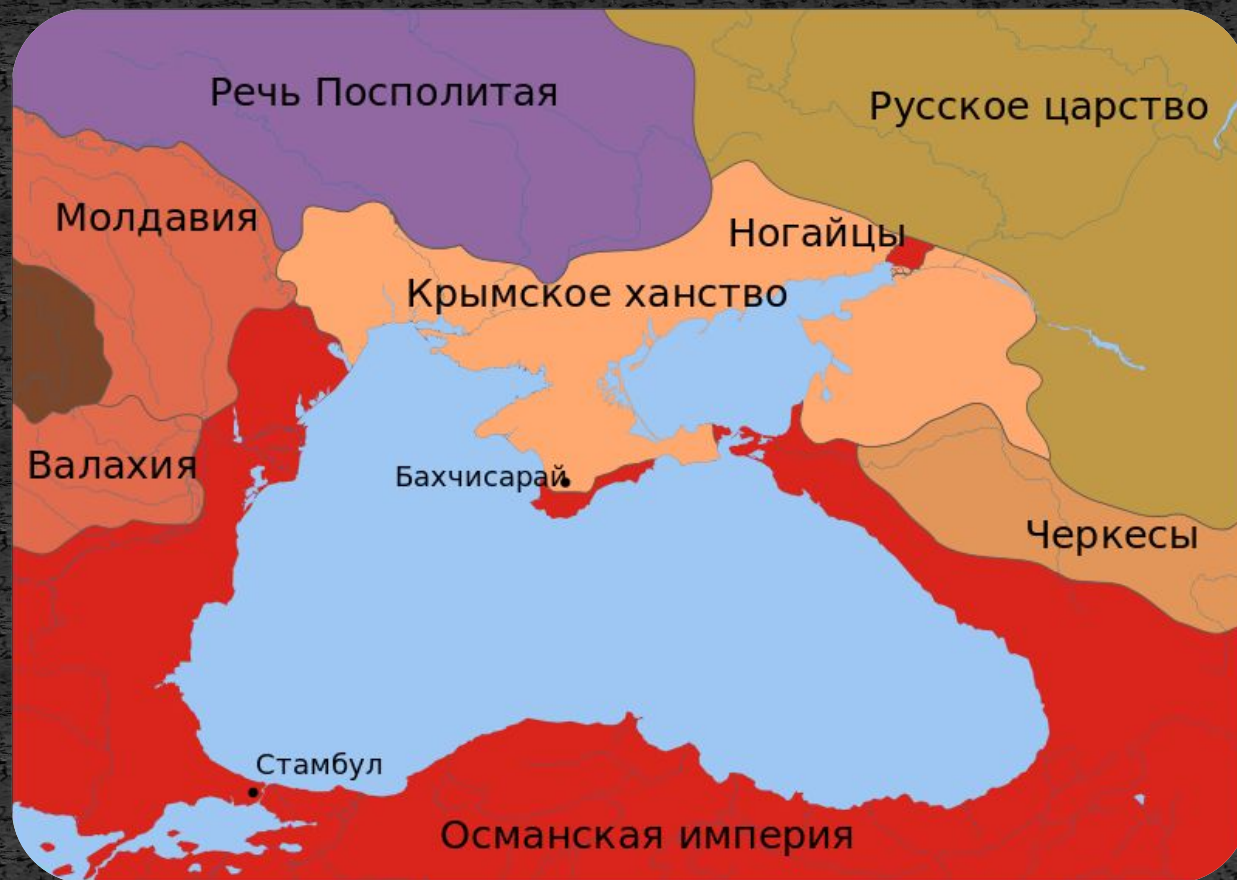 Речь Посполитая
Русское царство
Молдавия
Ногайцы
Крымское ханство
Валахия
Бахчисарай
Черкесы
Стамбул
Османская империя